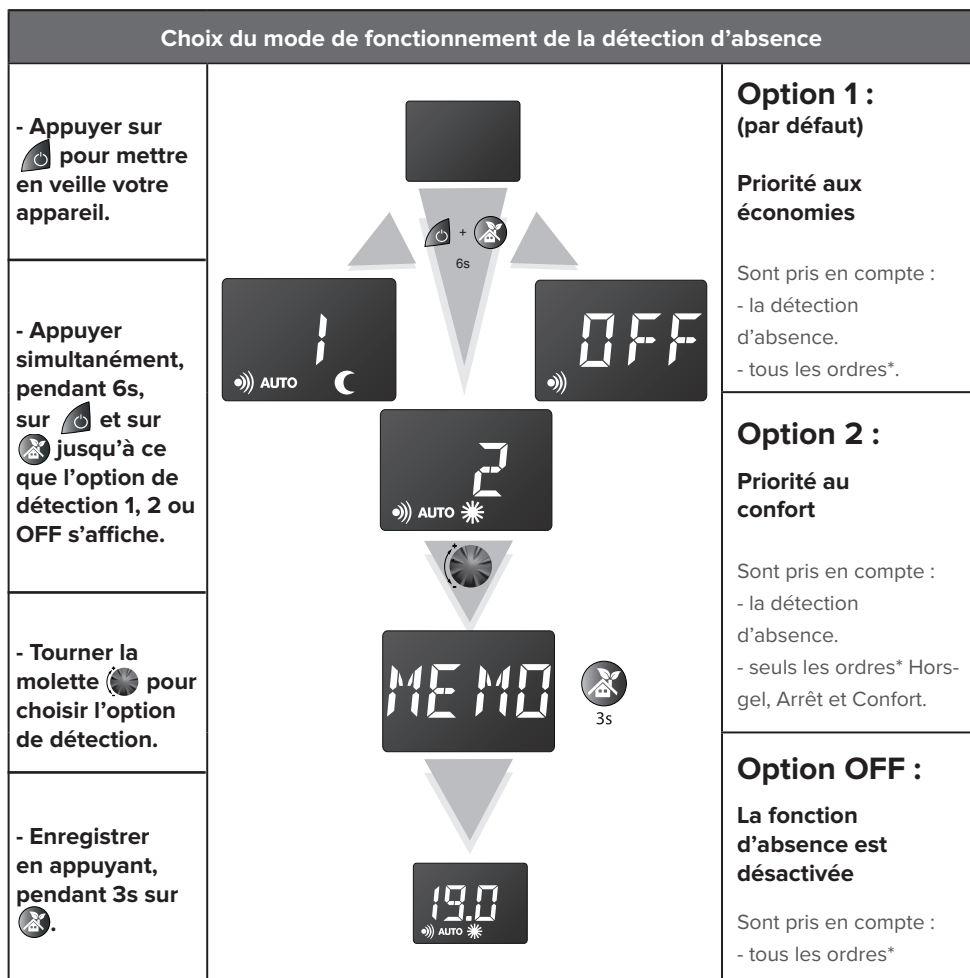 Choix du mode de fonctionnement de la détection d'absence
- Appuyer sur
pour mettre
en veille votre
appareil.
- Appuyer
simultanément,
pendant 6s,
sur et sur
jusqu'à ce
que l'option de
détection 1, 2 ou
OFF s'affiche.
- Tourner la
molette pour
choisir l'option
de détection.
- Enregistrer
en appuyant,
pendant 3s sur
.
+
6s
1
AUTO
OFF
2
AUTO
+
-
MEMO
3s
19.0
AUTO
Option 1 :
(par défaut)
Priorité aux
économies
Sont pris en compte :
- la détection
d'absence.
- tous les ordres*.
Option 2 :
Priorité au
confort
Sont pris en compte :
- la détection
d'absence.
- seuls les ordres* Hors-
gel, Arrêt et Confort.
Option OFF :
La fonction
d'absence est
désactivée
Sont pris en compte :
- tous les ordres*